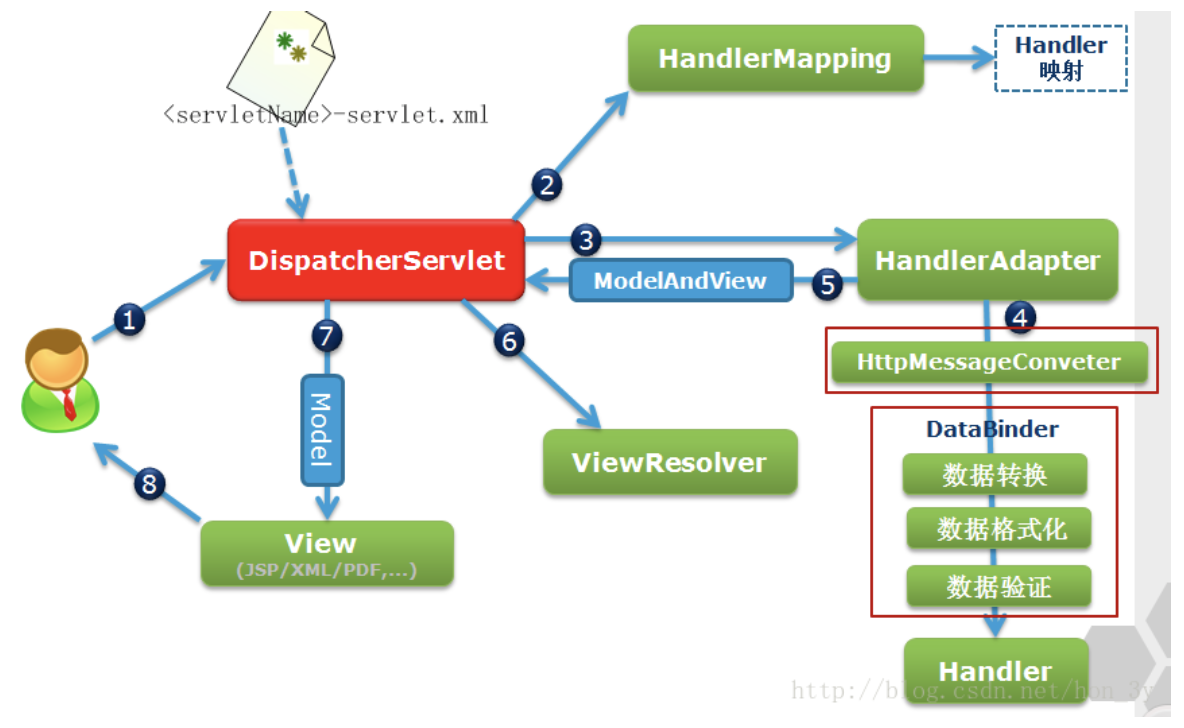 <servletName>-servlet.xml
HandlerMapping
Handler
映射
2
DispatcherServlet
3
ModelAndView
5
HandlerAdapter
1
7
6
4
HttpMessageConveter
Model
DataBinder
ViewResolver
数据转换
8
数据格式化
View
(JSP/XML/PDF,...)
数据验证
Handler
http://blog.csdn.net/hon_3y